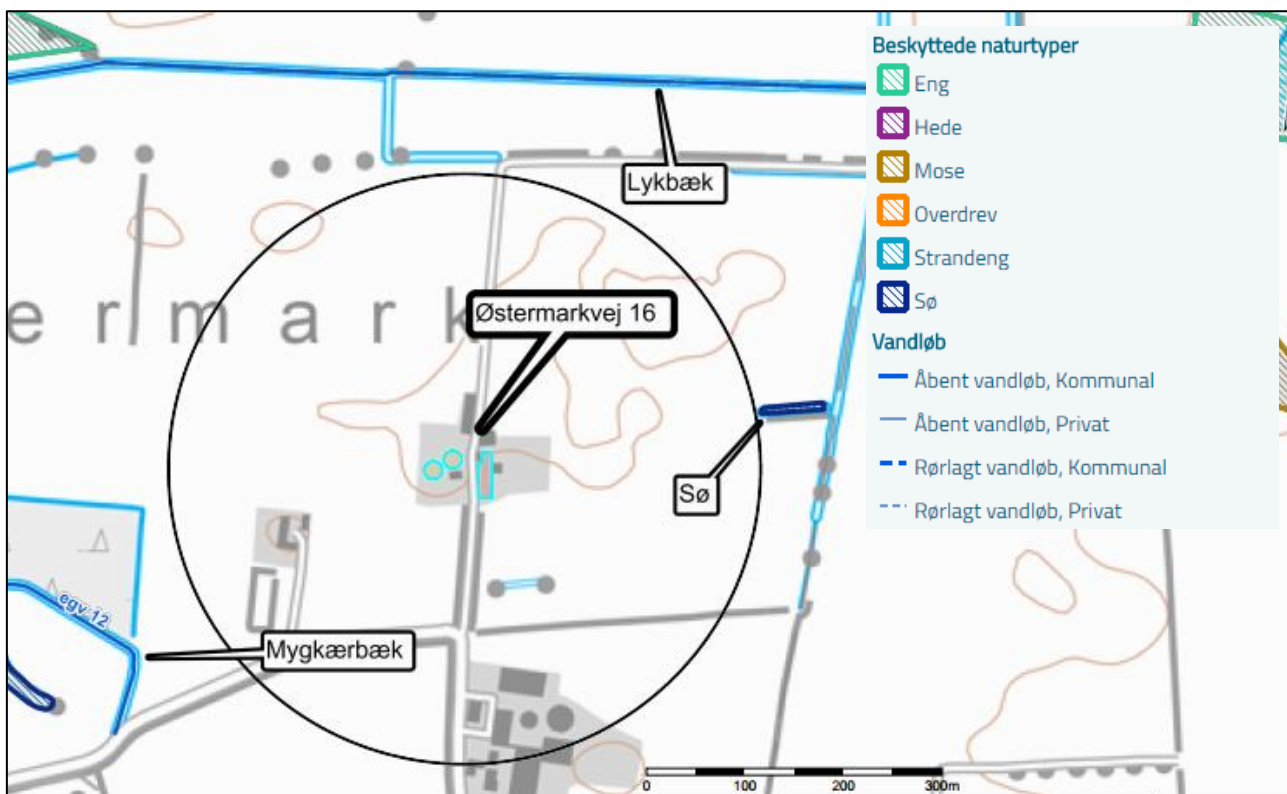 Beskyttede naturtyper
Eng
Hede
Mose
Overdrev
Strandeng
Sø
Vandløb
Åbent vandløb, Kommunal
Åbent vandløb, Privat
Rørlagt vandløb, Kommunal
Rørlagt vandløb, Privat
Lykbæk
ermark
Østermarkvej 16
Sø
egv 12
Mygkærbæk
0 100 200 300m